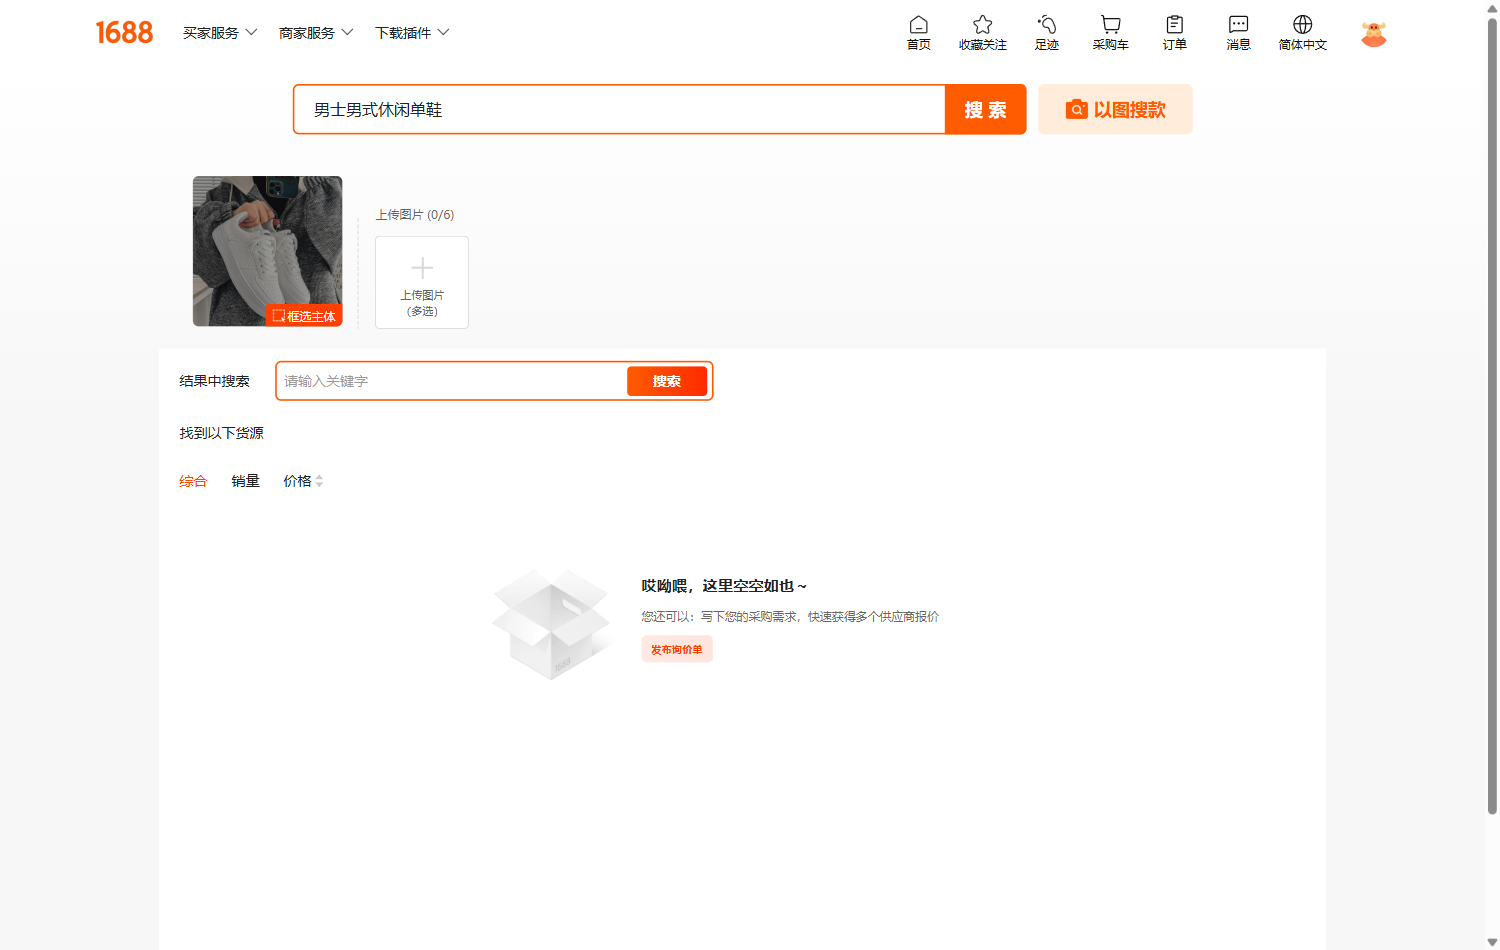 1688
买家服务
商家服务
下载插件
首页
收藏关注
足迹
采购车
订单
消息
简体中文
男士男式休闲单鞋
搜 索
以图搜款
框选主体
上传图片 (0/6)
上传图片
(多选)
结果中搜索
请输入关键字
搜索
找到以下货源
综合
销量
价格
哎呦喂，这里空空如也 ~
您还可以：写下您的采购需求，快速获得多个供应商报价
发布询价单
1688